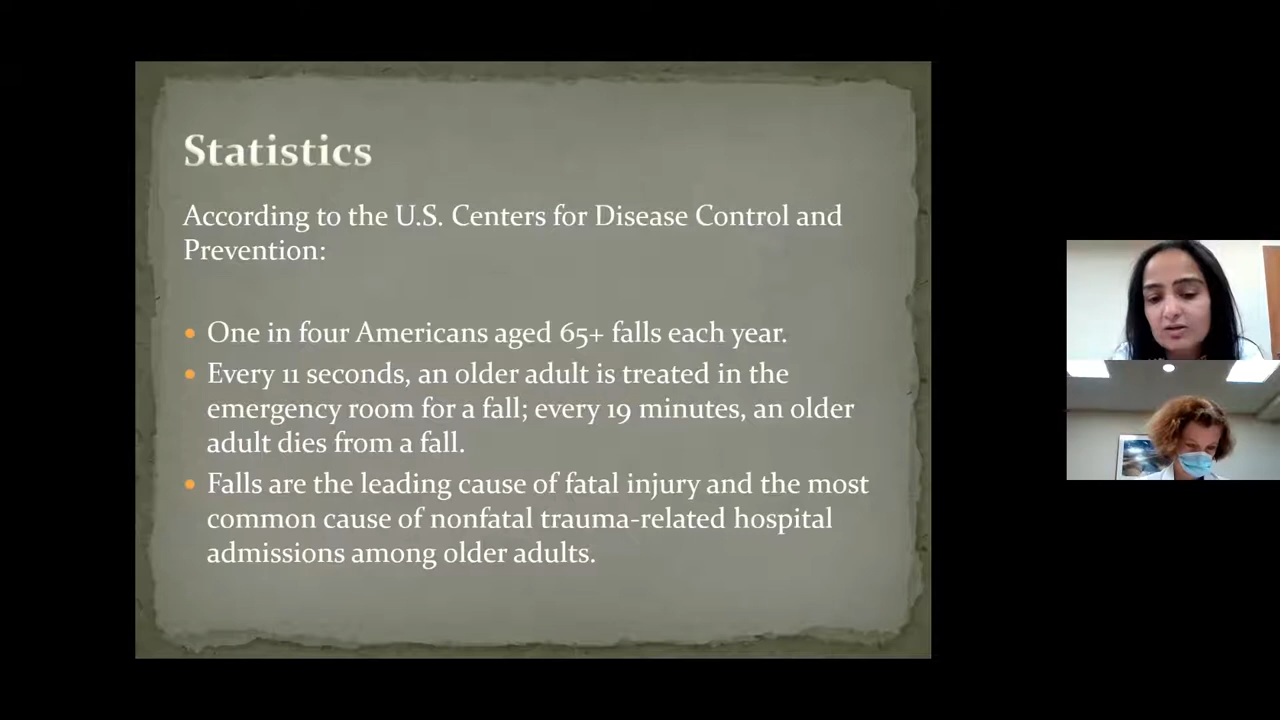 Statistics
According to the U.S. Centers for Disease Control and
Prevention:
• One in four Americans aged 65+ falls each year.
• Every 11 seconds, an older adult is treated in the
emergency room for a fall; every 19 minutes, an older
adult dies from a fall.
• Falls are the leading cause of fatal injury and the most
common cause of nonfatal trauma-related hospital
admissions among older adults.